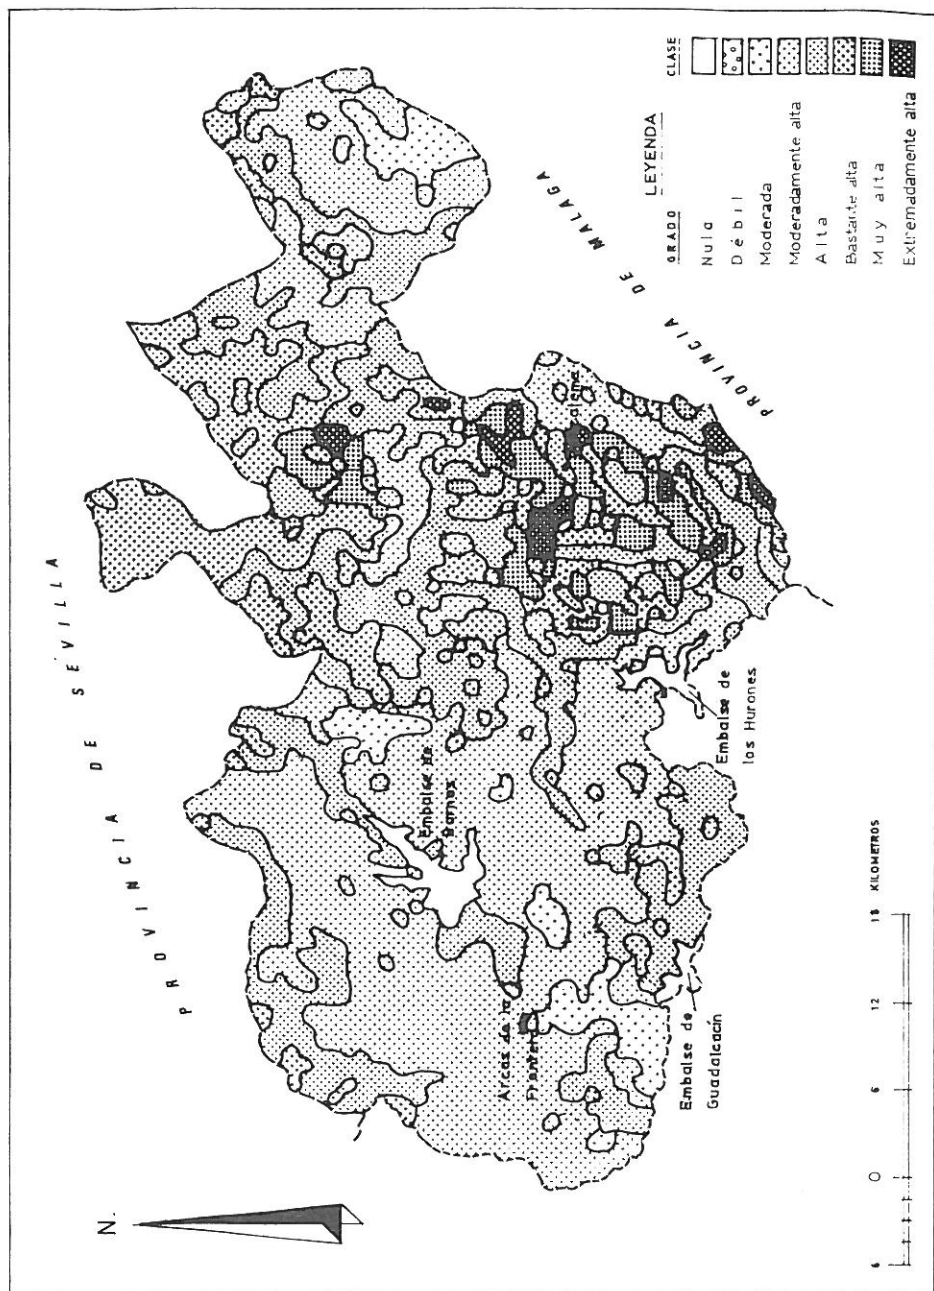 PROVINCIA DE SEVILLA
N.
Embalse de
Bornos
Arcos de la
Frontera
Embalse de
Guadalcacín
Embalse de
los Hurones
PROVINCIA DE MALAGA
LEYENDA
GRADO CLASE
Nula
Débil
Moderada
Moderadamente alta
Alta
Bastante alta
Muy alta
Extremadamente alta
6 0 6 12 18 KILOMETROS